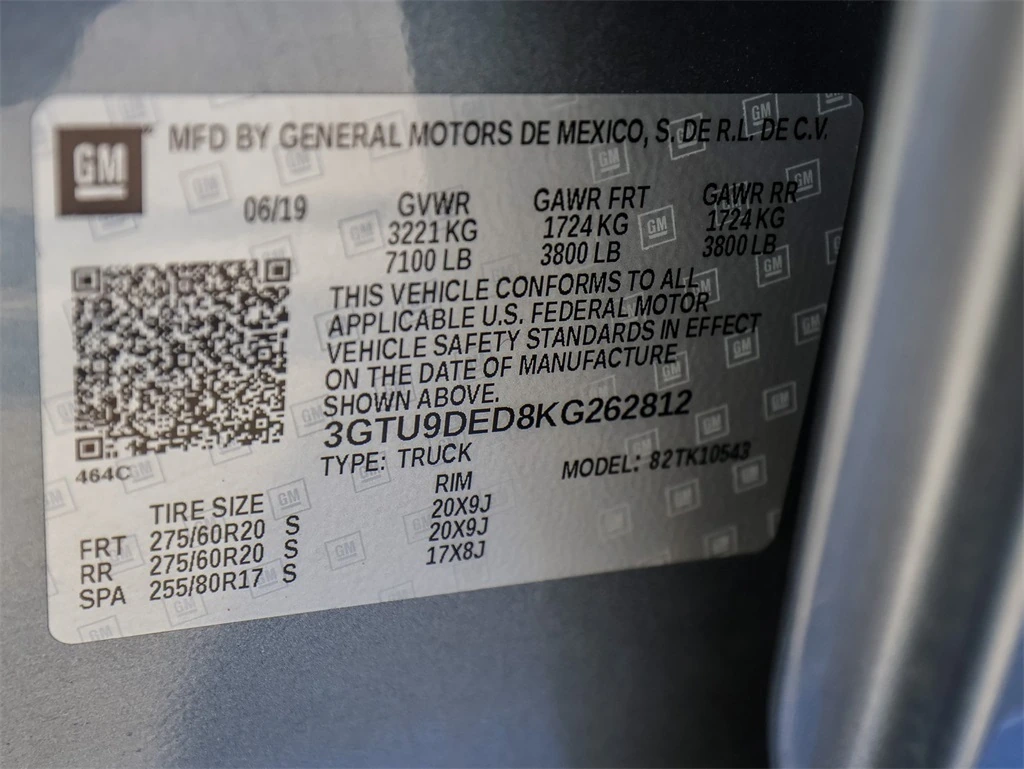 GM MFD BY GENERAL MOTORS DE MEXICO, S. DE R.L. DE C.V.
06/19 GVWR GAWR FRT GAWR RR
3221 KG 1724 KG 1724 KG
7100 LB 3800 LB 3800 LB
THIS VEHICLE CONFORMS TO ALL
APPLICABLE U.S. FEDERAL MOTOR
VEHICLE SAFETY STANDARDS IN EFFECT
ON THE DATE OF MANUFACTURE
SHOWN ABOVE.
3GTU9DED8KG262812
464C TYPE: TRUCK MODEL: 82TK10543
TIRE SIZE RIM
FRT 275/60R20 S 20X9J
RR 275/60R20 S 20X9J
SPA 255/80R17 S 17X8J